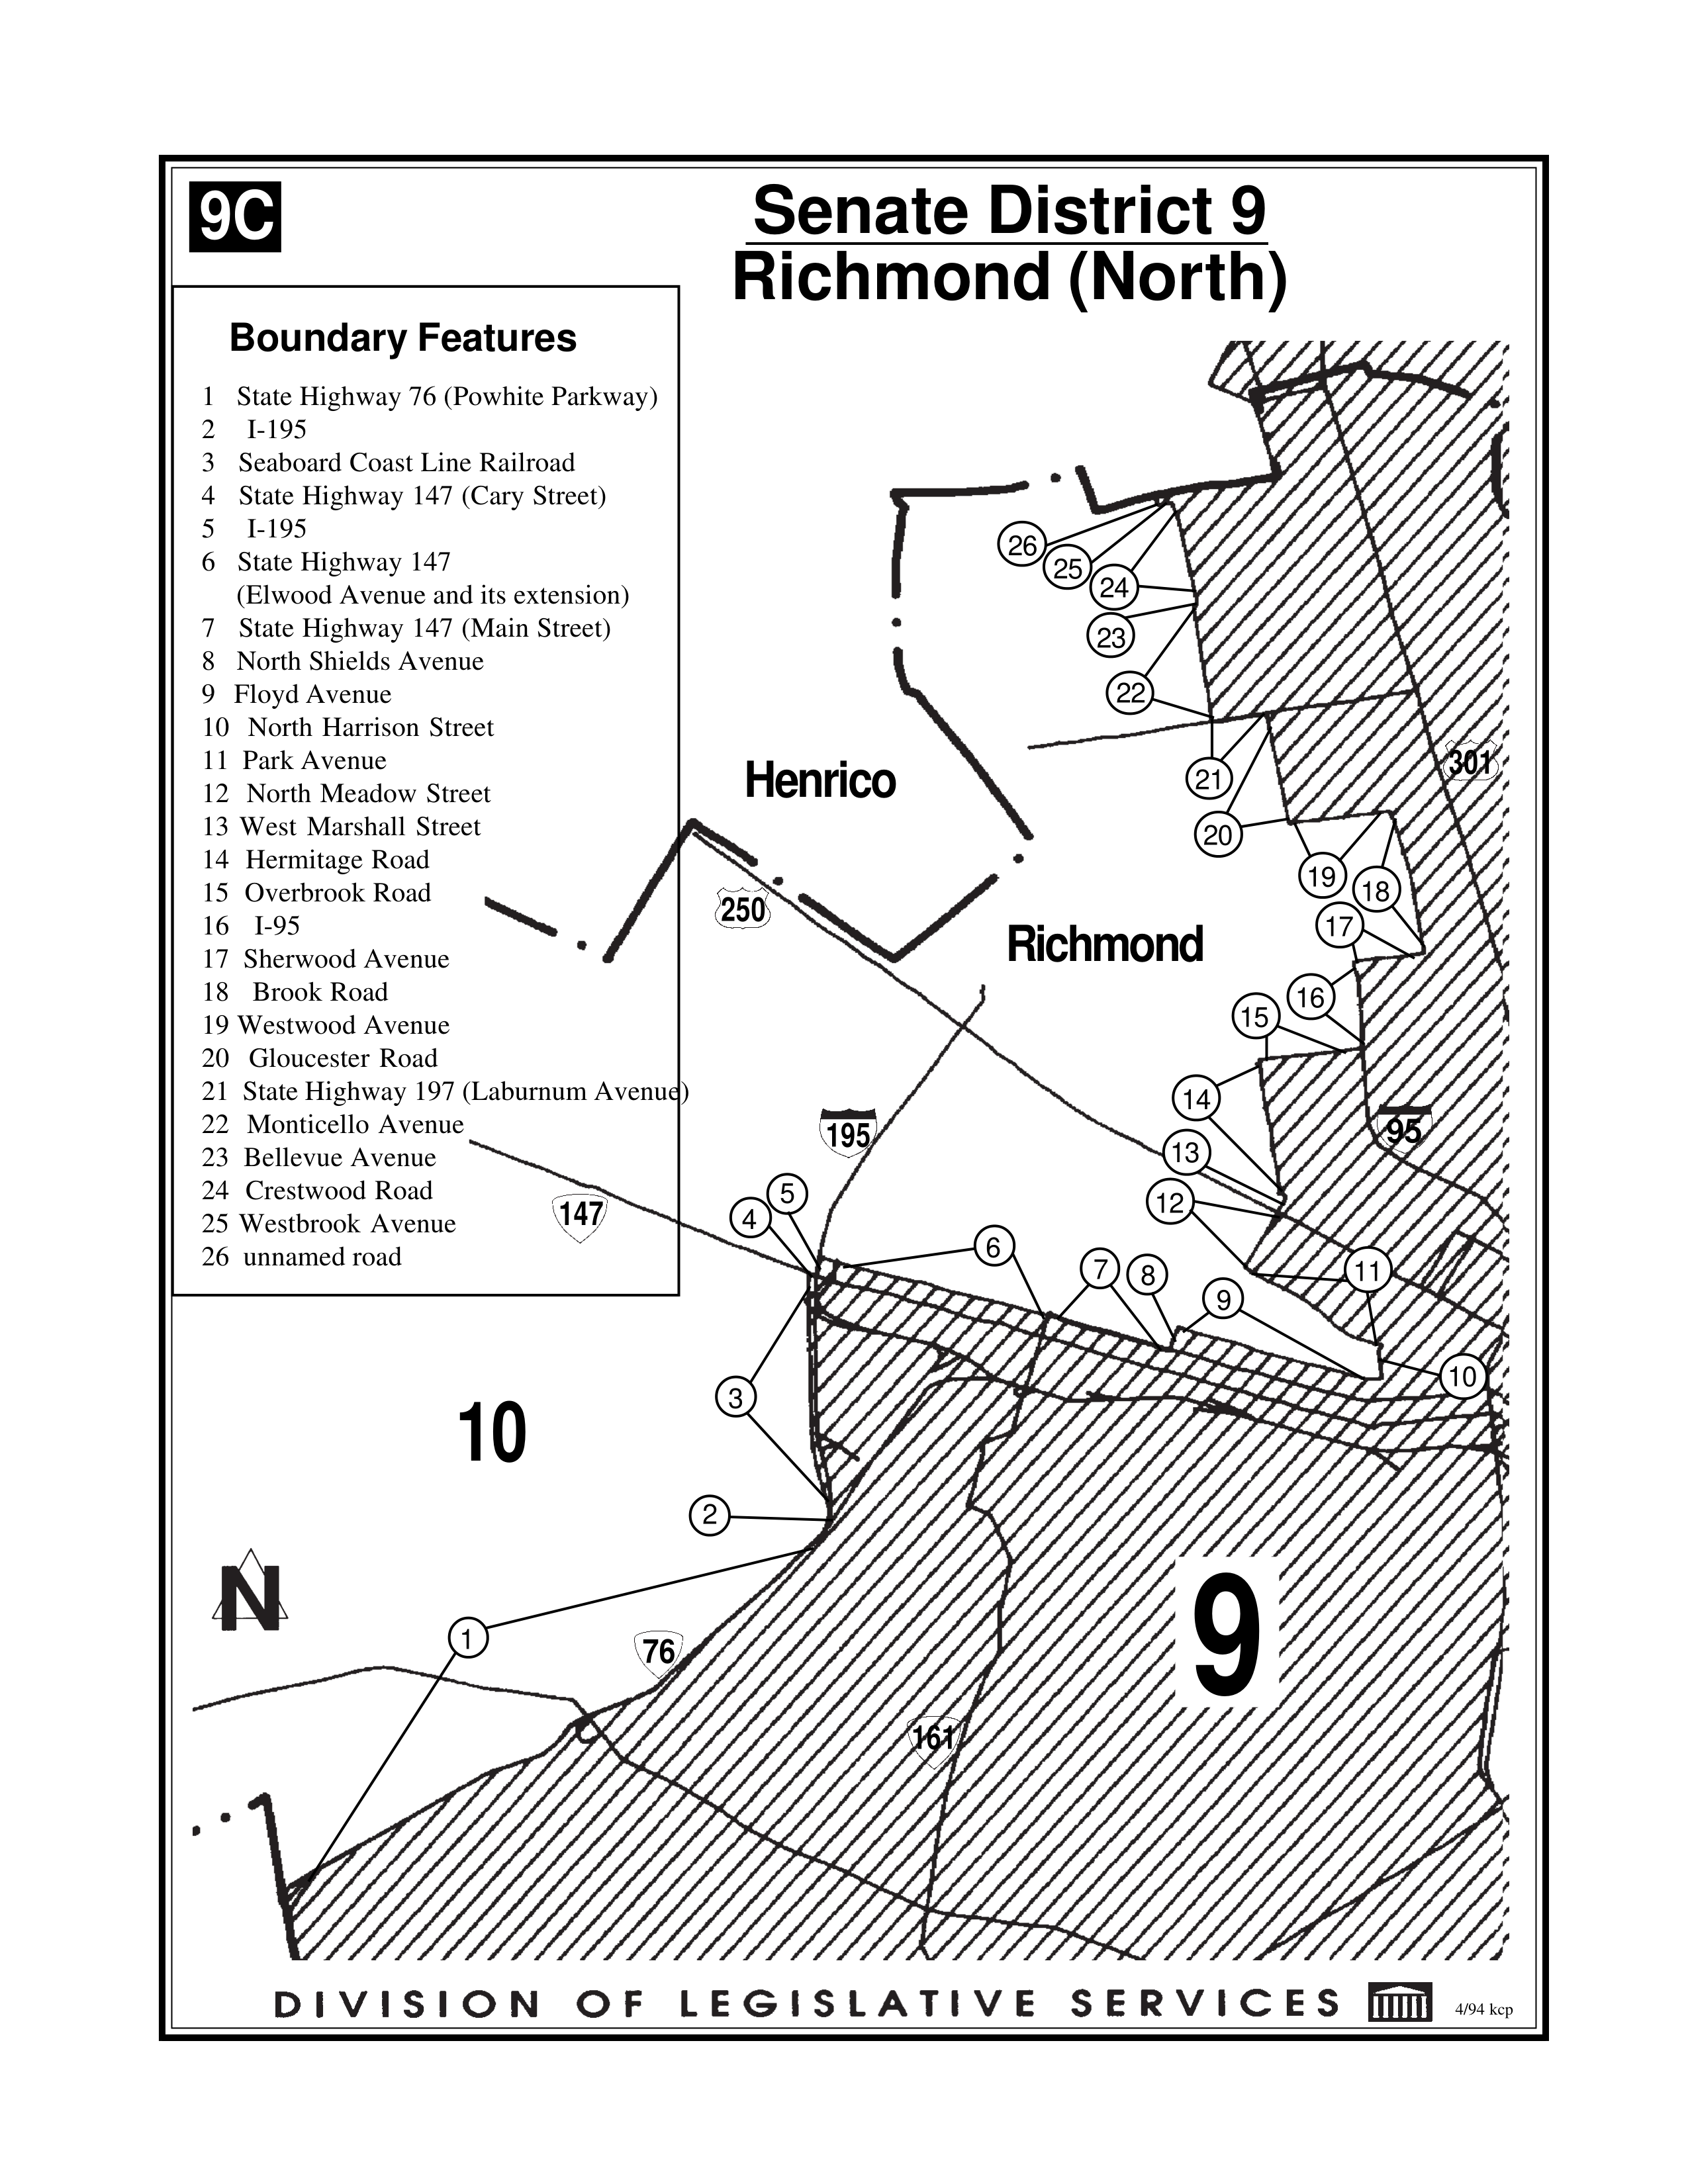 9C
Senate District 9
Richmond (North)
Boundary Features
1 State Highway 76 (Powhite Parkway)
2 I-195
3 Seaboard Coast Line Railroad
4 State Highway 147 (Cary Street)
5 I-195
6 State Highway 147
(Elwood Avenue and its extension)
7 State Highway 147 (Main Street)
8 North Shields Avenue
9 Floyd Avenue
10 North Harrison Street
11 Park Avenue
12 North Meadow Street
13 West Marshall Street
14 Hermitage Road
15 Overbrook Road
16 I-95
17 Sherwood Avenue
18 Brook Road
19 Westwood Avenue
20 Gloucester Road
21 State Highway 197 (Laburnum Avenue)
22 Monticello Avenue
23 Bellevue Avenue
24 Crestwood Road
25 Westbrook Avenue
26 unnamed road
26
25
24
23
22
301
Henrico
21
20
19
18
250
17
Richmond
16
15
14
195
95
13
12
5
4
147
6
11
7
8
9
10
3
10
2
N
1
76
9
161
DIVISION OF LEGISLATIVE SERVICES
4/94 kcp